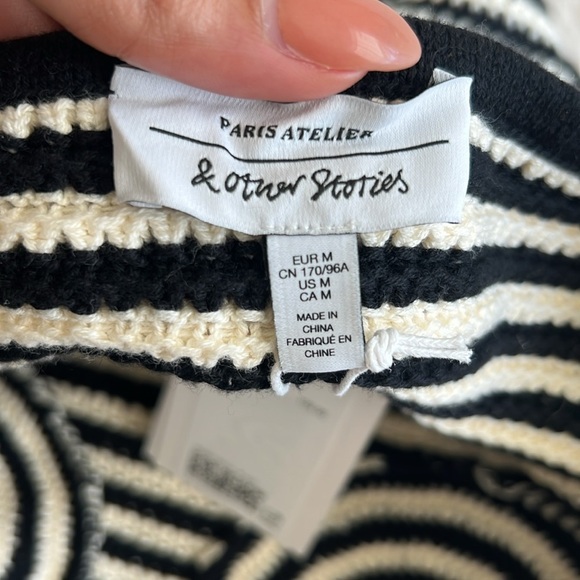 PARIS ATELIER
& Other Stories
EUR M
CN 170/96A
US M
CA M
MADE IN
CHINA
FABRIQUÉ EN
CHINE